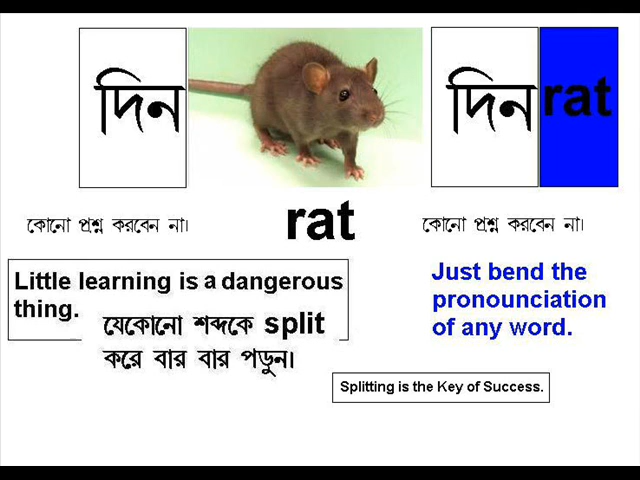 দিন
দিন rat
rat
কোনো প্রশ্ন করবেন না।
কোনো প্রশ্ন করবেন না।
Little learning is a dangerous
thing.
যেকোনো শব্দকে split
করে বার বার পড়ুন।
Just bend the
pronounciation
of any word.
Splitting is the Key of Success.